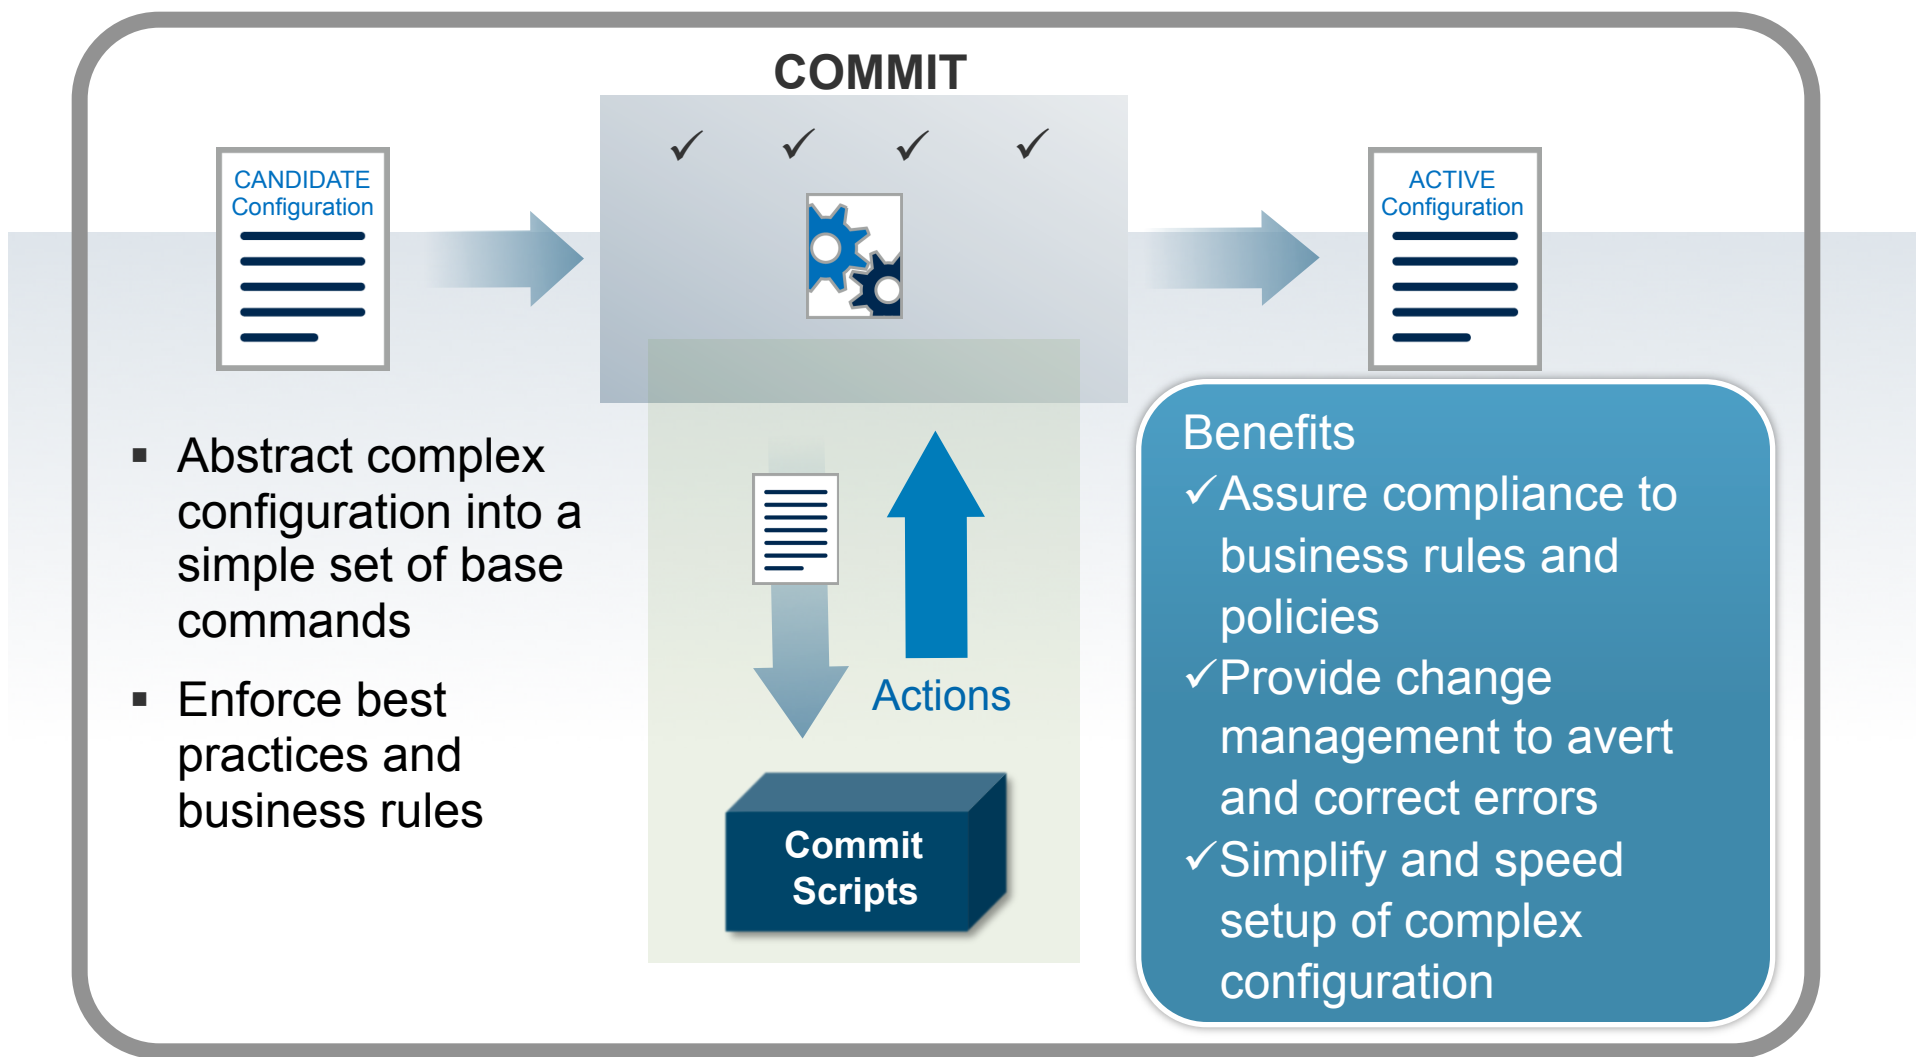 COMMIT
✓ ✓ ✓ ✓
CANDIDATE
Configuration
ACTIVE
Configuration
▪ Abstract complex
configuration into a
simple set of base
commands
▪ Enforce best
practices and
business rules
Actions
Commit
Scripts
Benefits
✓Assure compliance to
business rules and
policies
✓Provide change
management to avert
and correct errors
✓Simplify and speed
setup of complex
configuration